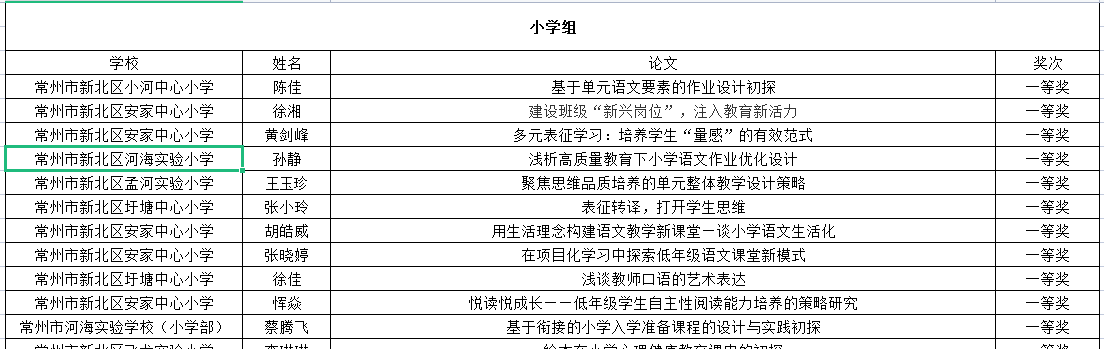 小学组
学校 姓名 论文 奖次
常州市新北区小河中心小学 陈佳 基于单元语文要素的作业设计初探 一等奖
常州市新北区安家中心小学 徐湘 建设班级“新兴岗位”，注入教育新活力 一等奖
常州市新北区安家中心小学 黄剑峰 多元表征学习：培养学生“量感”的有效范式 一等奖
常州市新北区河海实验小学 孙静 浅析高质量教育下小学语文作业优化设计 一等奖
常州市新北区孟河实验小学 王玉珍 聚焦思维品质培养的单元整体教学设计策略 一等奖
常州市新北区圩塘中心小学 张小玲 表征转译，打开学生思维 一等奖
常州市新北区安家中心小学 胡皓威 用生活理念构建语文教学新课堂—谈小学语文生活化 一等奖
常州市新北区安家中心小学 张晓婷 在项目化学习中探索低年级语文课堂新模式 一等奖
常州市新北区圩塘中心小学 徐佳 浅谈教师口语的艺术表达 一等奖
常州市新北区安家中心小学 恽焱 悦读悦成长——低年级学生自主性阅读能力培养的策略研究 一等奖
常州市河海实验学校（小学部） 蔡腾飞 基于衔接的小学入学准备课程的设计与实践初探 一等奖